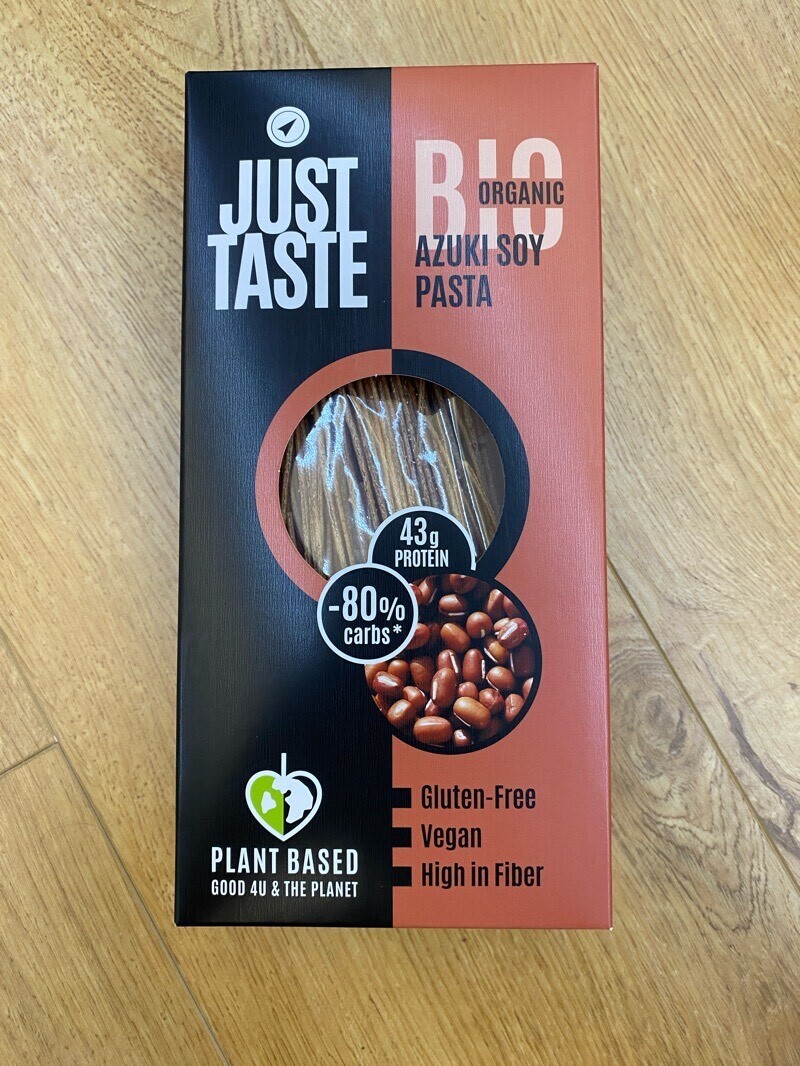 JUST
TASTE
BIO
ORGANIC
AZUKI SOY
PASTA
43g
PROTEIN
-80%
carbs*
Gluten-Free
Vegan
High in Fiber
PLANT BASED
GOOD 4U & THE PLANET